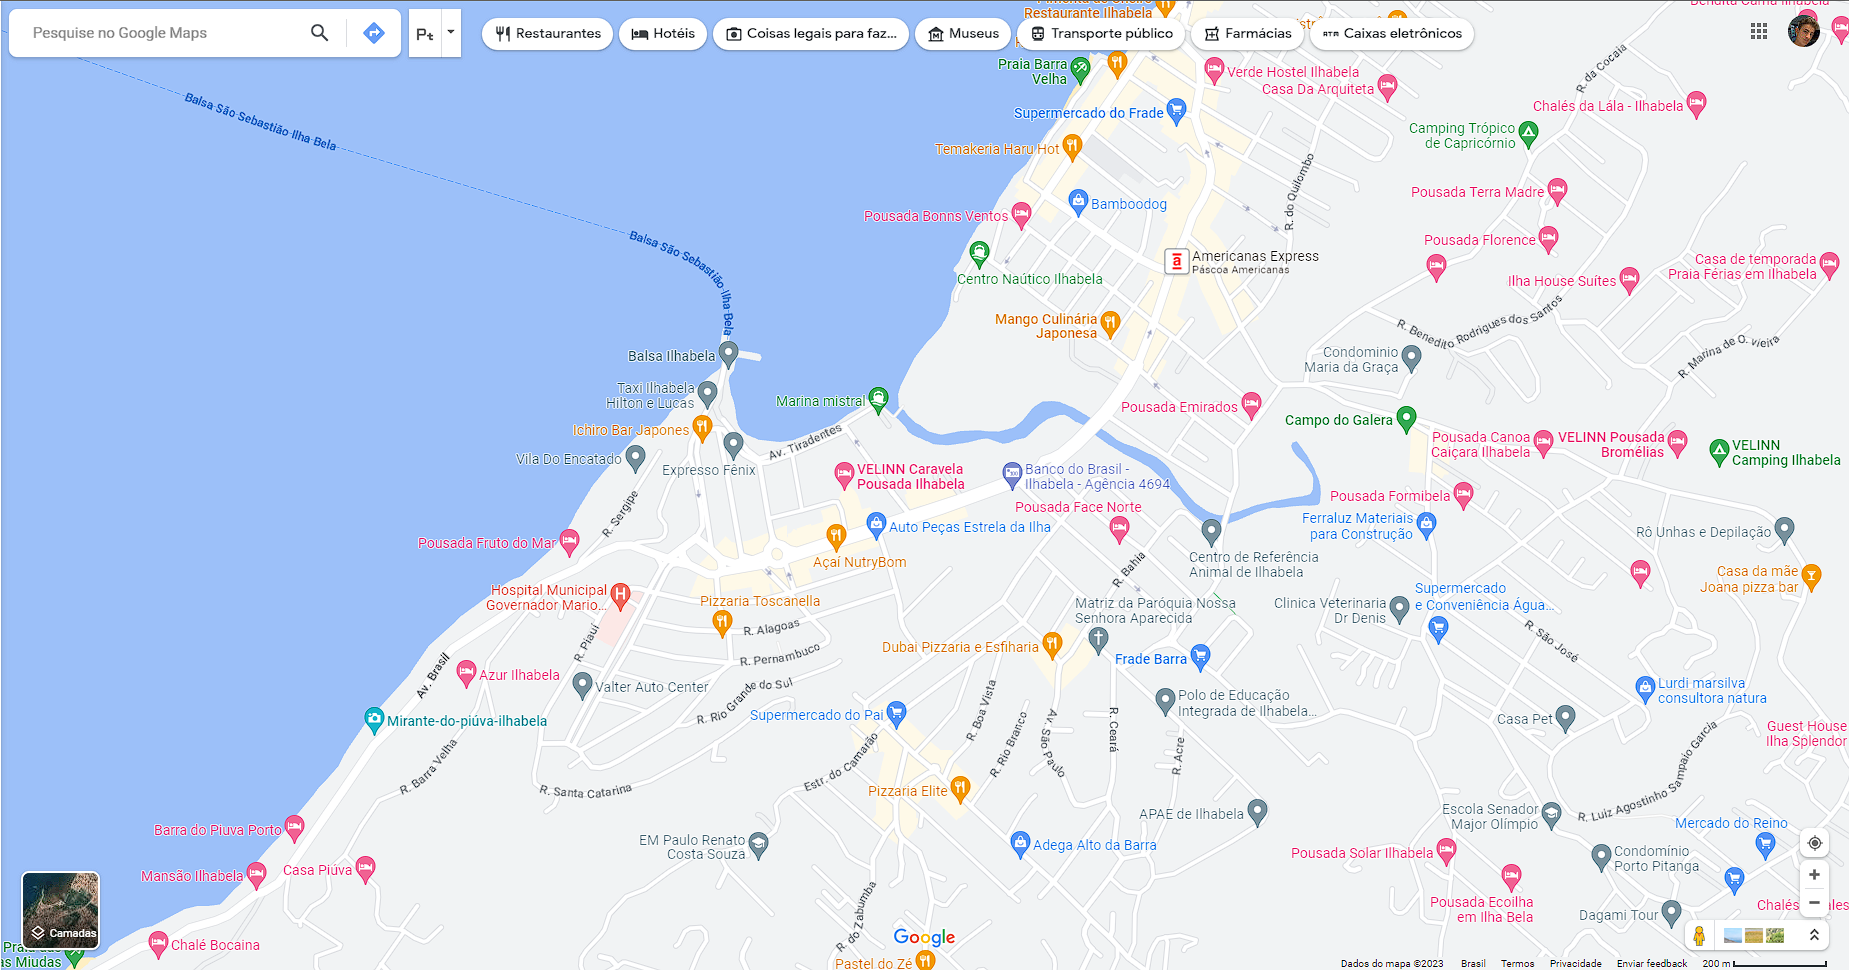 Pesquise no Google Maps
Pt
Restaurantes
Hotéis
Coisas legais para faz...
Museus
Transporte público
Farmácias
ATM Caixas eletrônicos
Restaurante Ilhabela
Praia Barra
Velha
Verde Hostel Ilhabela
Casa Da Arquiteta
R. da Cocaia
Chalés da Lála - Ilhabela
Supermercado do Frade
Balsa São Sebastião Ilha Bela
Camping Trópico
de Capricórnio
Temakeria Haru Hot
R. do Quilombo
Pousada Terra Madre
Bamboodog
Pousada Bonns Ventos
Balsa São Sebastião Ilha Bela
Pousada Florence
Americanas Express
Páscoa Americanas
Casa de temporada
Praia Férias em Ilhabela
Centro Naútico Ilhabela
Ilha House Suítes
Mango Culinária
Japonesa
R. Benedito Rodrigues dos Santos
R. Marina de O. vieira
Balsa Ilhabela
Condominio
Maria da Graça
Taxi Ilhabela
Hilton e Lucas
Marina mistral
Pousada Emirados
Campo do Galera
Ichiro Bar Japones
Av. Tiradentes
Pousada Canoa
Caiçara Ilhabela
VELINN Pousada
Bromélias
VELINN
Camping Ilhabela
Vila Do Encatado
Expresso Fênix
VELINN Caravela
Pousada Ilhabela
Banco do Brasil -
Ilhabela - Agência 4694
Pousada Formibela
Pousada Face Norte
R. Sergipe
Auto Peças Estrela da Ilha
Ferraluz Materiais
para Construção
Rô Unhas e Depilação
Pousada Fruto do Mar
Açaí NutryBom
Centro de Referência
Animal de Ilhabela
R. Bahia
Casa da mãe
Joana pizza bar
Hospital Municipal
Governador Mario...
Supermercado
e Conveniência Água...
Pizzaria Toscanella
Matriz da Paróquia Nossa
Senhora Aparecida
Clinica Veterinaria
Dr Denis
R. Alagoas
R. Piauí
R. São José
Dubai Pizzaria e Esfiharia
R. Pernambuco
Frade Barra
Av. Brasil
Azur Ilhabela
Valter Auto Center
R. Rio Grande do Sul
Lurdi marsilva
consultora natura
Polo de Educação
Integrada de Ilhabela...
R. Boa Vista
Supermercado do Pai
Mirante-do-piúva-ilhabela
Casa Pet
R. Rio Branco
Av. São Paulo
R. Ceará
R. Acre
Guest House
Ilha Splendor
R. Barra Velha
Estr. do Camarão
R. Santa Catarina
Pizzaria Elite
R. Luiz Agostinho Sampaio Garcia
APAE de Ilhabela
Escola Senador
Major Olímpio
Mercado do Reino
Barra do Piuva Porto
EM Paulo Renato
Costa Souza
Adega Alto da Barra
Pousada Solar Ilhabela
Condomínio
Porto Pitanga
Casa Piúva
Mansão Ilhabela
Pousada Ecoilha
em Ilha Bela
Dagami Tour
R. do Zabumba
Camadas
Chalé Bocaina
Google
Pastel do Zé
as Miudas
Dados do mapa ©2023
Brasil
Termos
Privacidade
Enviar feedback
200 m